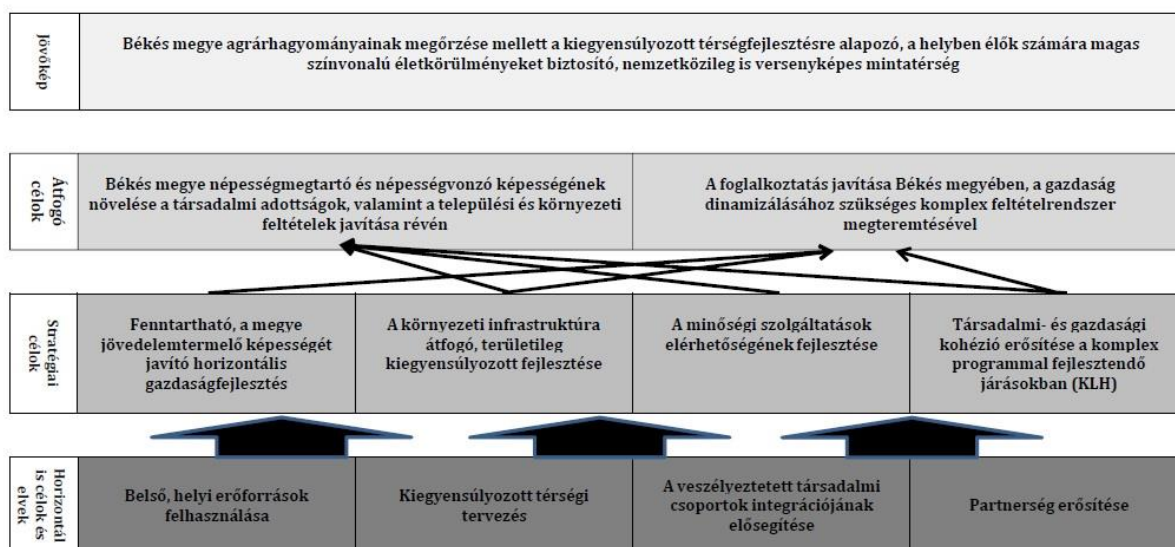 Jövőkép
Békés megye agrárhagyományainak megőrzése mellett a kiegyensúlyozott térségfejlesztésre alapozó, a helyben élők számára magas
színvonalú életkörülményeket biztosító, nemzetközileg is versenyképes mintatérség
Átfogó
célok
Békés megye népességmegtartó és népességvonzó képességének
növelése a társadalmi adottságok, valamint a települési és környezeti
feltételek javítása révén
A foglalkoztatás javítása Békés megyében, a gazdaság
dinamizálásához szükséges komplex feltételrendszer
megteremtésével
Stratégiai
célok
Fenntartható, a megye
jövedelemtermelő képességét
javító horizontális
gazdaságfejlesztés
A környezeti infrastruktúra
átfogó, területileg
kiegyensúlyozott fejlesztése
A minőségi szolgáltatások
elérhetőségének fejlesztése
Társadalmi- és gazdasági
kohézió erősítése a komplex
programmal fejlesztendő
járásokban (KLH)
Horizontál
is célok és
elvek
Belső, helyi erőforrások
felhasználása
Kiegyensúlyozott térségi
tervezés
A veszélyeztetett társadalmi
csoportok integrációjának
elősegítése
Partnerség erősítése